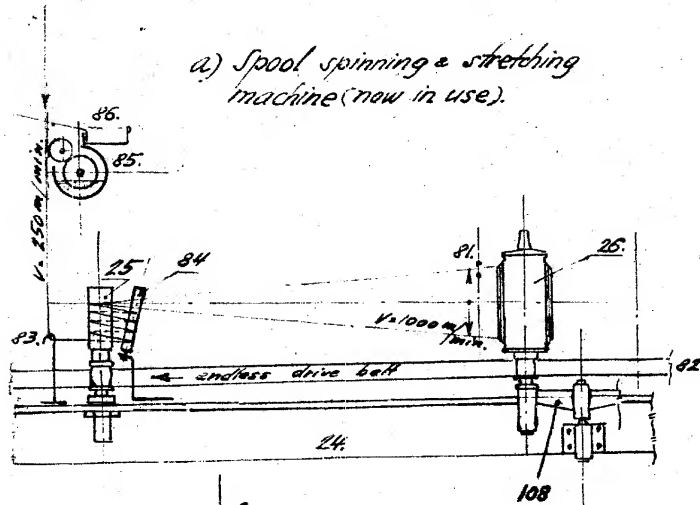 a) Spool spinning & stretching
machine (now in use).
86.
85.
V = 250 m/min.
25
84
81.
26.
83.
V=1000 m/
min.
endless drive belt
82
24.
108